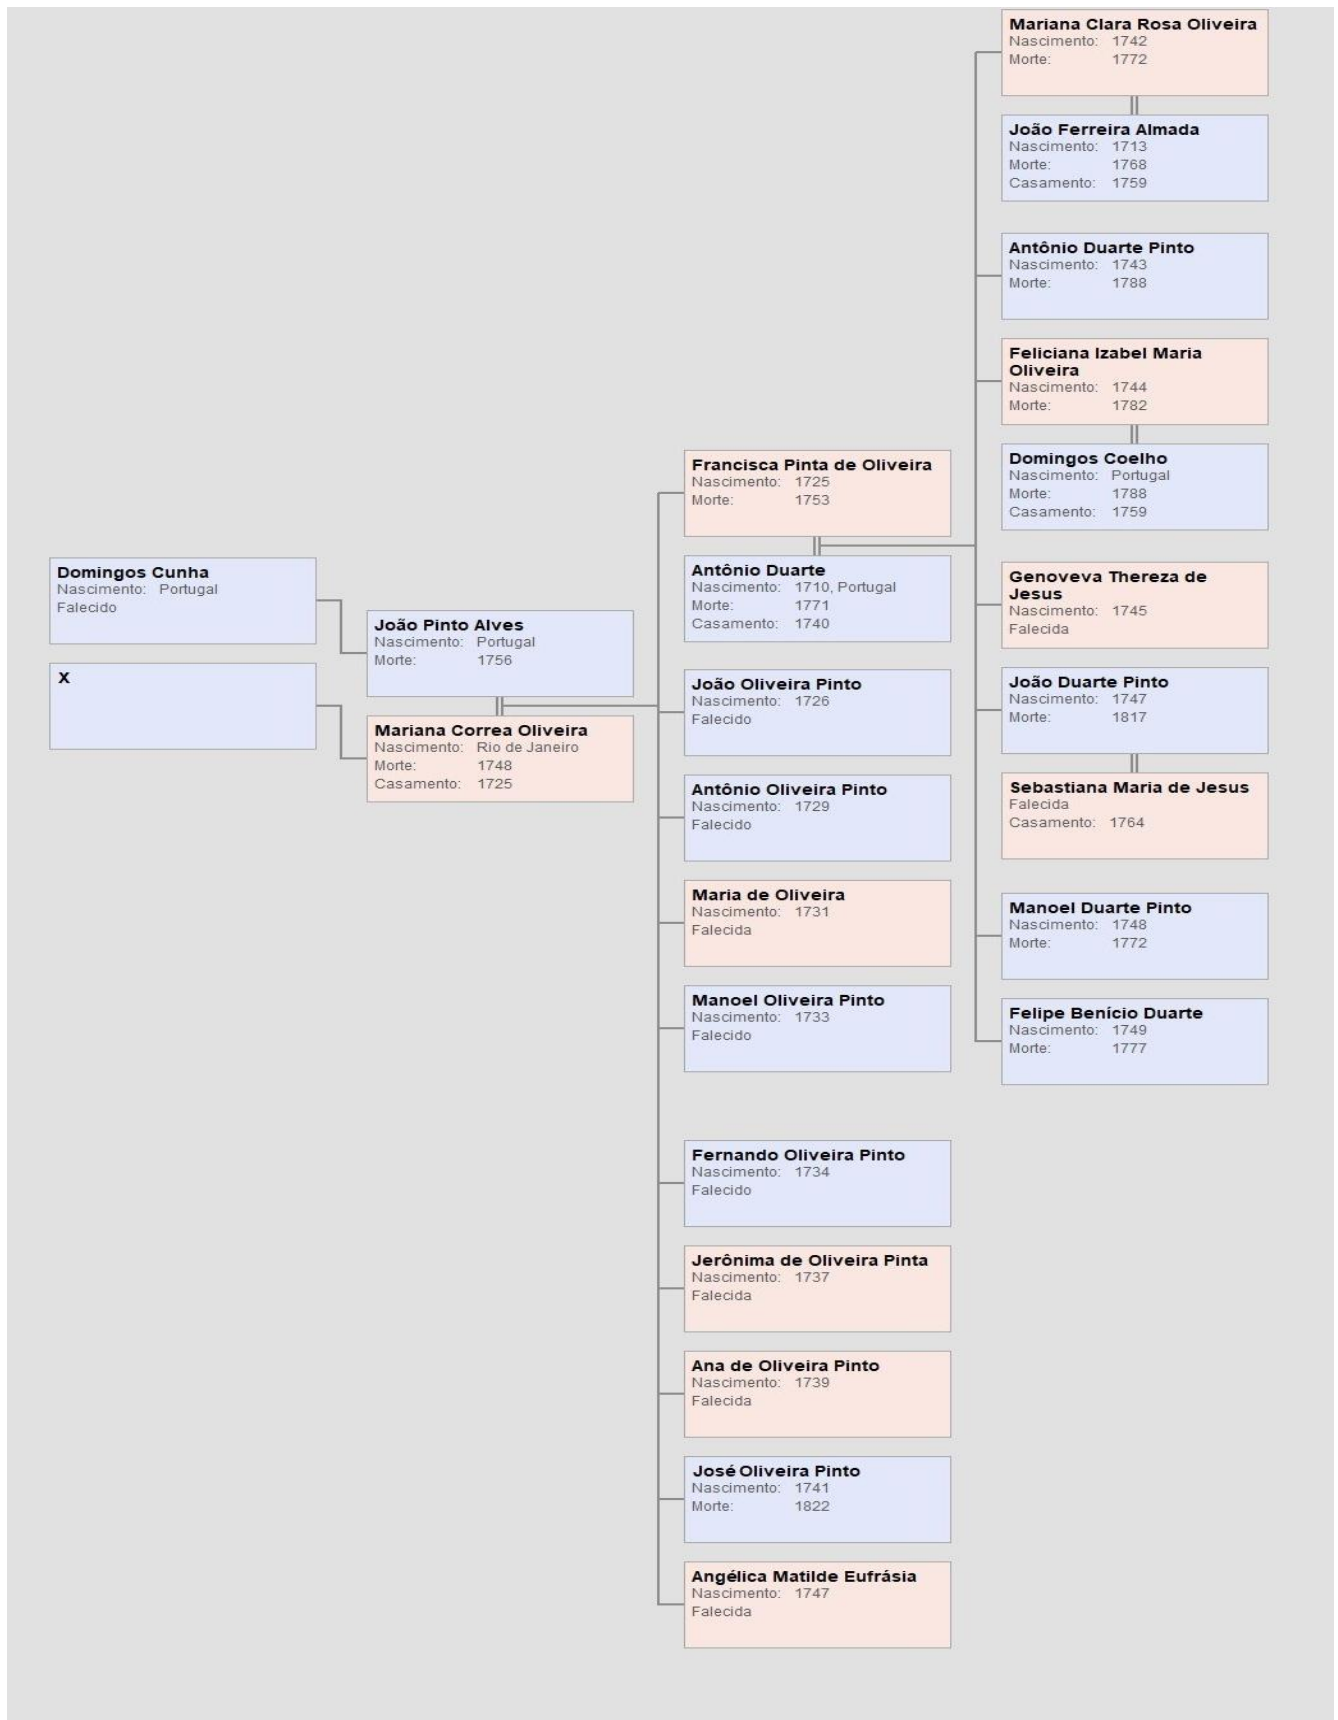 Domingos Cunha
Nascimento: Portugal
Falecido
X
João Pinto Alves
Nascimento: Portugal
Morte: 1756
Mariana Correa Oliveira
Nascimento: Rio de Janeiro
Morte: 1748
Casamento: 1725
Francisca Pinta de Oliveira
Nascimento: 1725
Morte: 1753
Antônio Duarte
Nascimento: 1710, Portugal
Morte: 1771
Casamento: 1740
João Oliveira Pinto
Nascimento: 1726
Falecido
Antônio Oliveira Pinto
Nascimento: 1729
Falecido
Maria de Oliveira
Nascimento: 1731
Falecida
Manoel Oliveira Pinto
Nascimento: 1733
Falecido
Fernando Oliveira Pinto
Nascimento: 1734
Falecido
Jerônima de Oliveira Pinta
Nascimento: 1737
Falecida
Ana de Oliveira Pinto
Nascimento: 1739
Falecida
José Oliveira Pinto
Nascimento: 1741
Morte: 1822
Angélica Matilde Eufrásia
Nascimento: 1747
Falecida
Mariana Clara Rosa Oliveira
Nascimento: 1742
Morte: 1772
João Ferreira Almada
Nascimento: 1713
Morte: 1768
Casamento: 1759
Antônio Duarte Pinto
Nascimento: 1743
Morte: 1788
Feliciana Izabel Maria
Oliveira
Nascimento: 1744
Morte: 1782
Domingos Coelho
Nascimento: Portugal
Morte: 1788
Casamento: 1759
Genoveva Thereza de
Jesus
Nascimento: 1745
Falecida
João Duarte Pinto
Nascimento: 1747
Morte: 1817
Sebastiana Maria de Jesus
Falecida
Casamento: 1764
Manoel Duarte Pinto
Nascimento: 1748
Morte: 1772
Felipe Benício Duarte
Nascimento: 1749
Morte: 1777